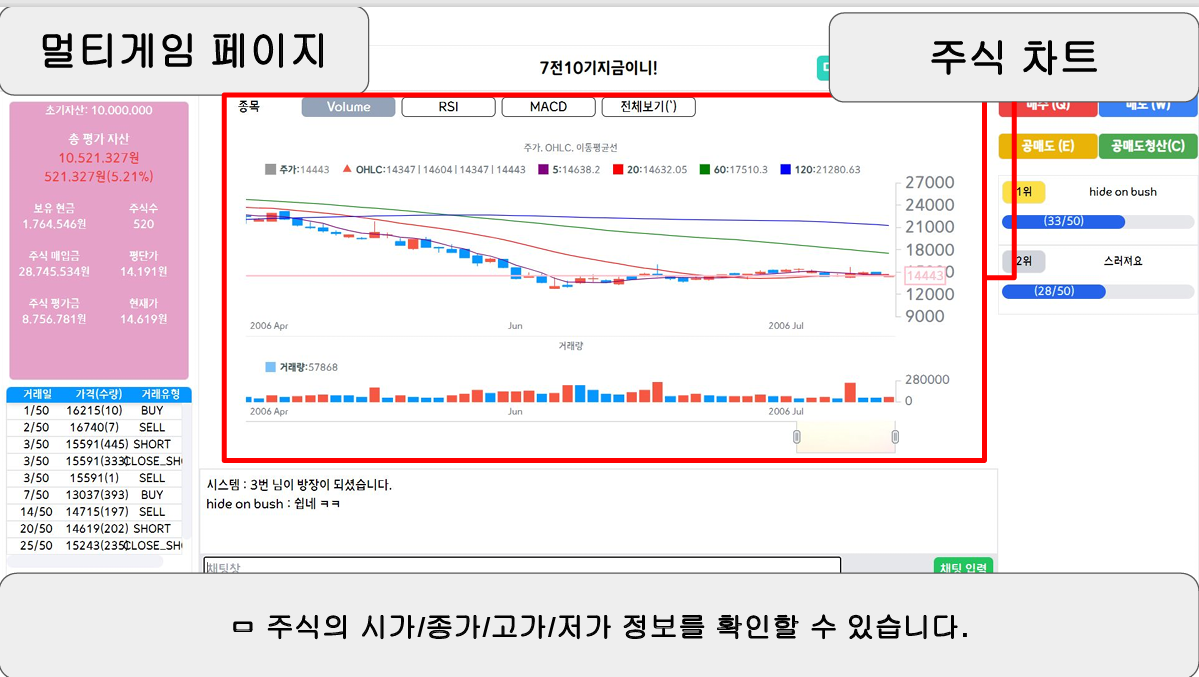 멀티게임 페이지
7전10기지금이니!
주식 차트
초기자산: 10.000.000
총 평가 자산
10.521.327원
521.327원(5.21%)
보유 현금 주식수
1.764.546원 520
주식 매입금 평단가
28.745.534원 14.191원
주식 평가금 현재가
8.756.781원 14.619원
거래일 가격(수량) 거래유형
1/50 16215(10) BUY
2/50 16740(7) SELL
3/50 15591(445) SHORT
3/50 15591(333)
3/50 15591(1) SELL
7/50 13037(393) BUY
14/50 14715(197) SELL
20/50 14619(202) SHORT
25/50 15243(235)
종목 Volume RSI MACD 전체보기(`)
주가, OHLC, 이동평균선
주가:14443 OHLC:14347 | 14604 | 14347 | 14443 5:14638.2 20:14632.05 60:17510.3 120:21280.63
27000
24000
21000
18000
14443
12000
9000
2006 Apr Jun 2006 Jul
거래량
거래량:57868
280000
0
2006 Apr Jun 2006 Jul
시스템 : 3번 님이 방장이 되셨습니다.
hide on bush : 쉽네 ㅋㅋ
채팅창
채팅 입력
매수 (Q) 매도 (W)
공매도 (E) 공매도청산(C)
1위 hide on bush
(33/50)
2위 스러져요
(28/50)
ㅁ 주식의 시가/종가/고가/저가 정보를 확인할 수 있습니다.